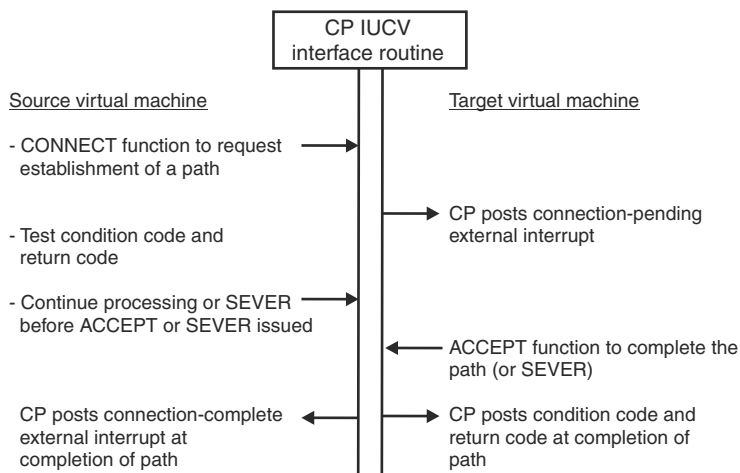 CP IUCV
interface routine
Source virtual machine
Target virtual machine
- CONNECT function to request
establishment of a path
CP posts connection-pending
external interrupt
- Test condition code and
return code
- Continue processing or SEVER
before ACCEPT or SEVER issued
ACCEPT function to complete the
path (or SEVER)
CP posts connection-complete
external interrupt at
completion of path
CP posts condition code and
return code at completion of
path